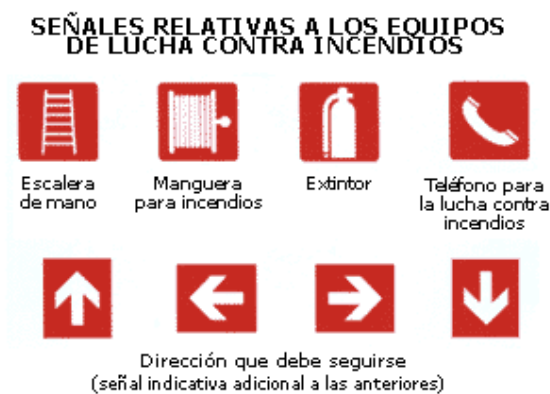 SEÑALES RELATIVAS A LOS EQUIPOS
DE LUCHA CONTRA INCENDIOS
Escalera
de mano
Manguera
para incendios
Extintor
Teléfono para
la lucha contra
incendios
Dirección que debe seguirse
(señal indicativa adicional a las anteriores)